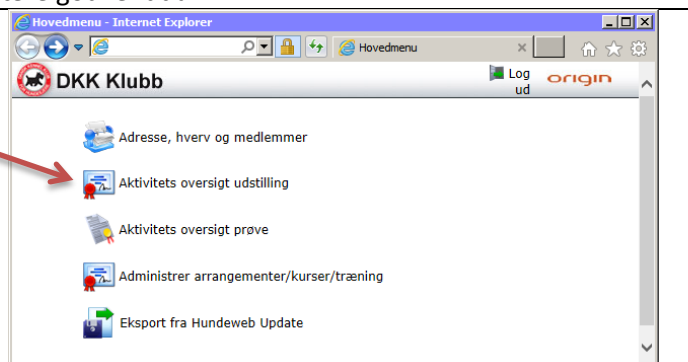 Hovedmenu - Internet Explorer
Hovedmenu
DKK Klubb
Log
ud
origin
Adresse, hverv og medlemmer
Aktivitets oversigt udstilling
Aktivitets oversigt prøve
Administrer arrangementer/kurser/træning
Eksport fra Hundeweb Update